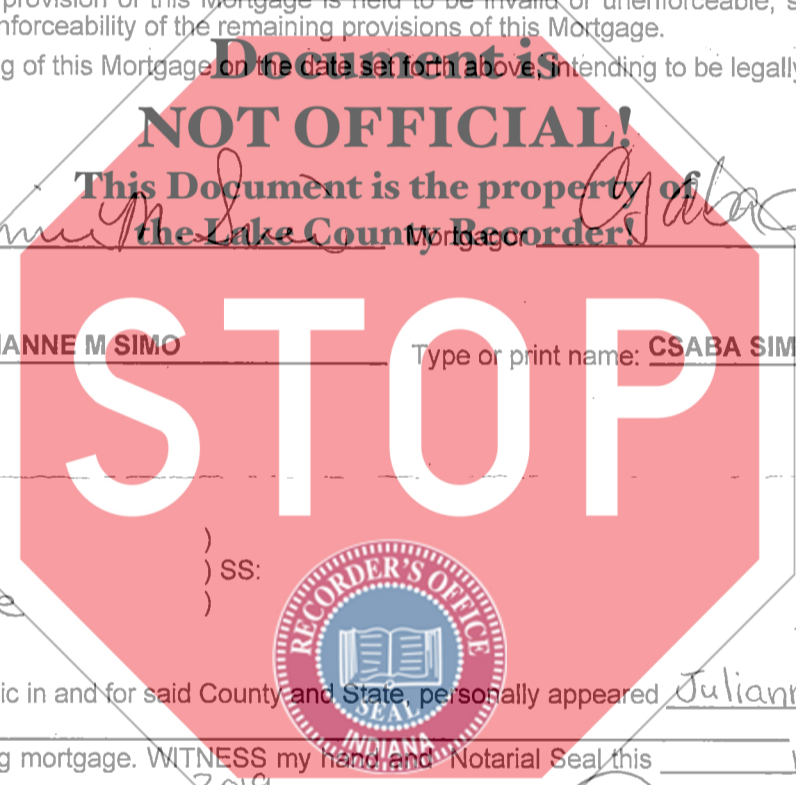 provision of this Mortgage is held to be invalid or unenforceable, s
nforceability of the remaining provisions of this Mortgage.
g of this Mortgage on the date set forth above, intending to be legally
Document is
NOT OFFICIAL!
This Document is the property of
the Lake County Recorder!
Mortgagor
Csaba
ANNE M SIMO
Type or print name: CSABA SIM
STOP
)
) SS:
)
RECORDER'S OFFICE
SEAL
INDIANA
ic in and for said County and State, personally appeared Juliann
g mortgage. WITNESS my hand and Notarial Seal this
2019